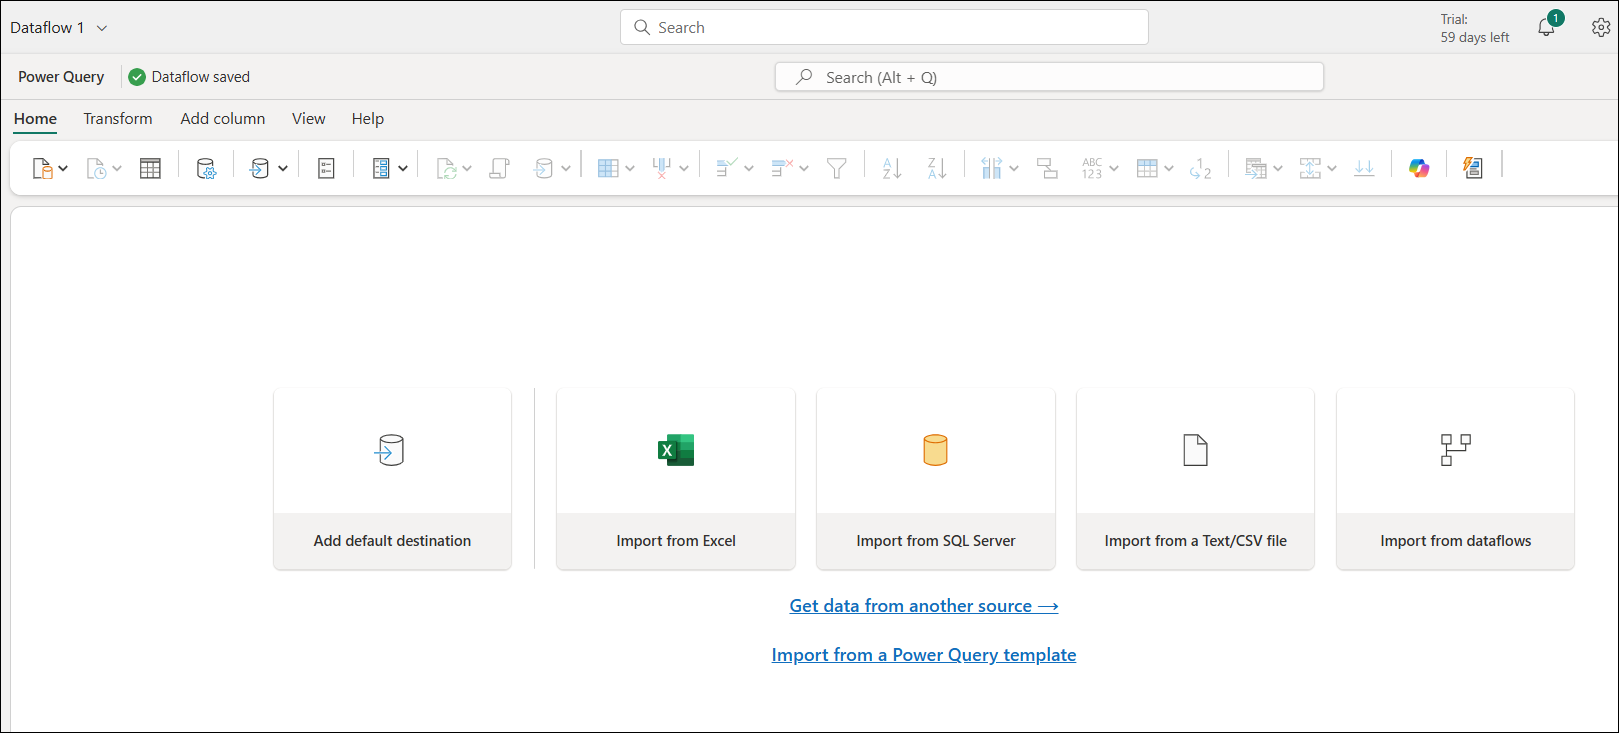 Dataflow 1
Search
Trial:
59 days left
1
Power Query
Dataflow saved
Search (Alt + Q)
Home
Transform
Add column
View
Help
A
Z
Z
A
ABC
123
1
2
X
Add default destination
Import from Excel
Import from SQL Server
Import from a Text/CSV file
Import from dataflows
Get data from another source →
Import from a Power Query template